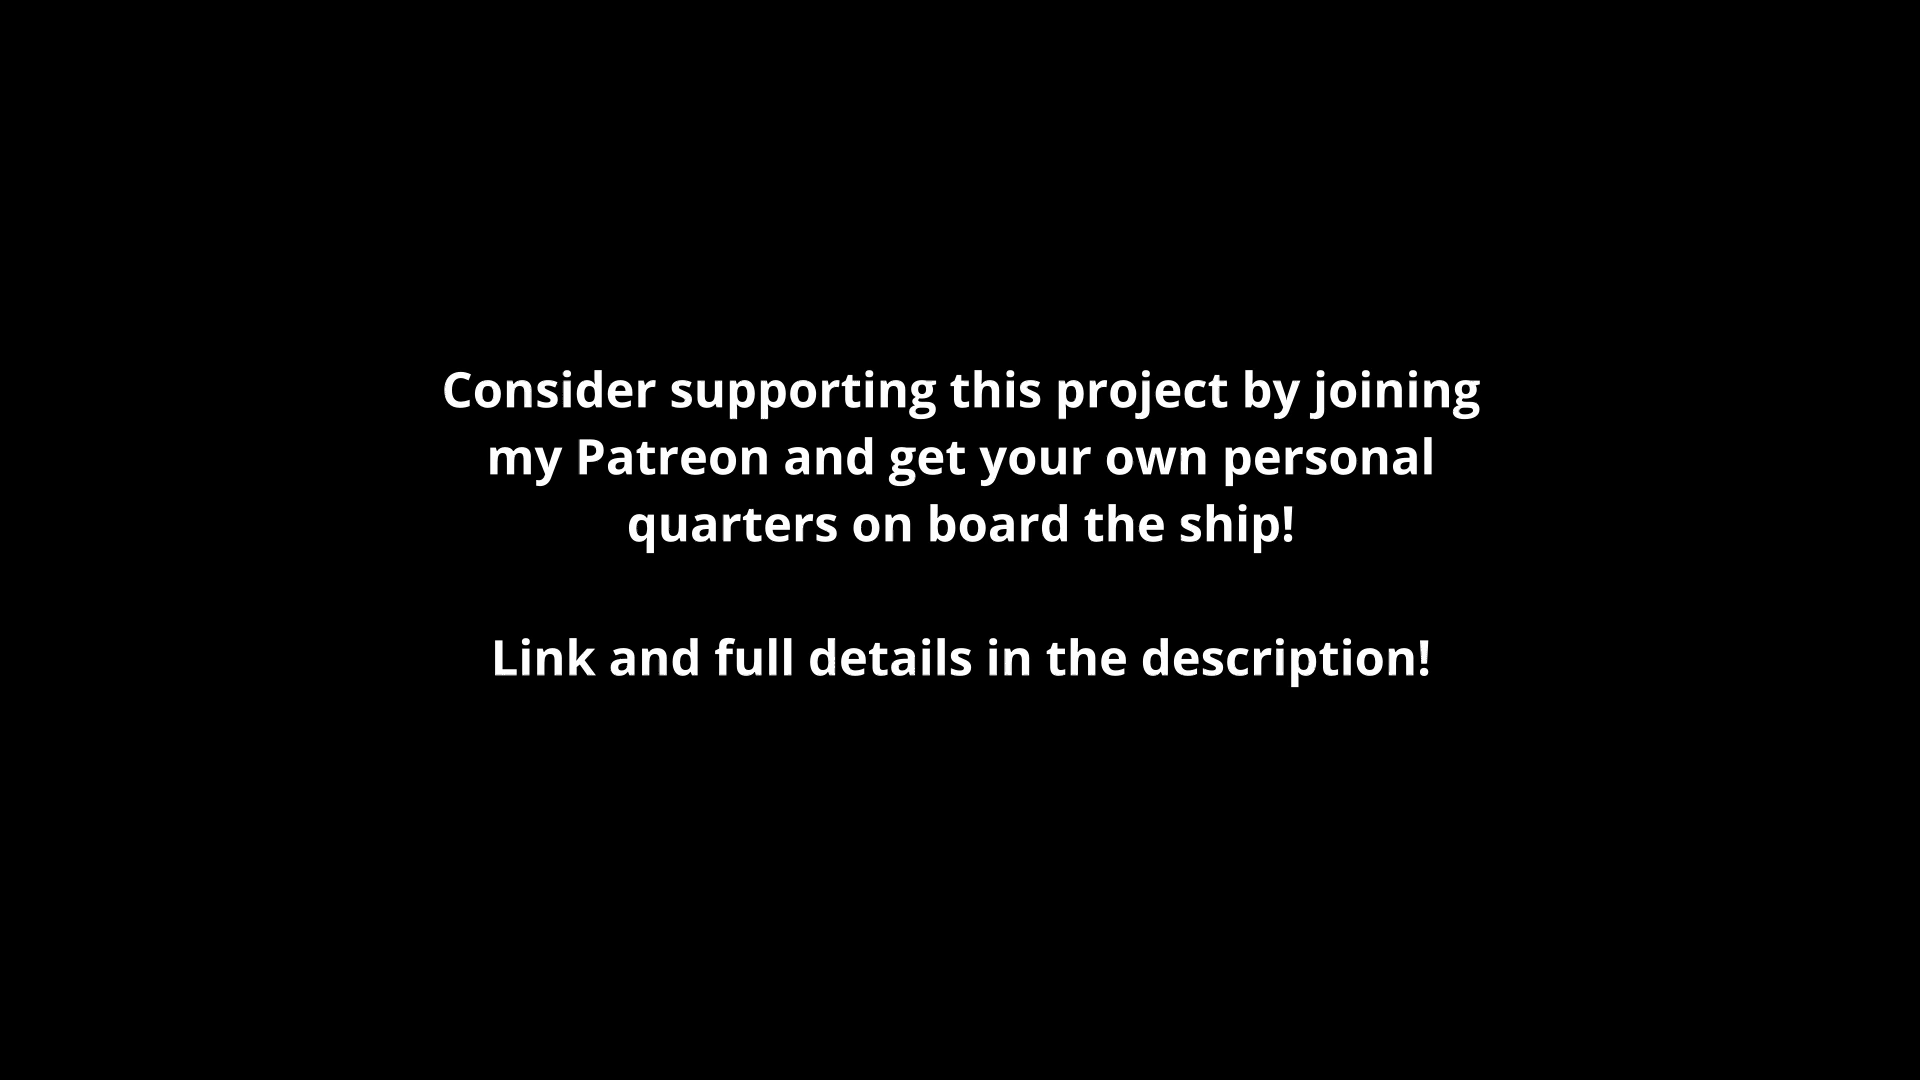 Consider supporting this project by joining
my Patreon and get your own personal
quarters on board the ship!
Link and full details in the description!